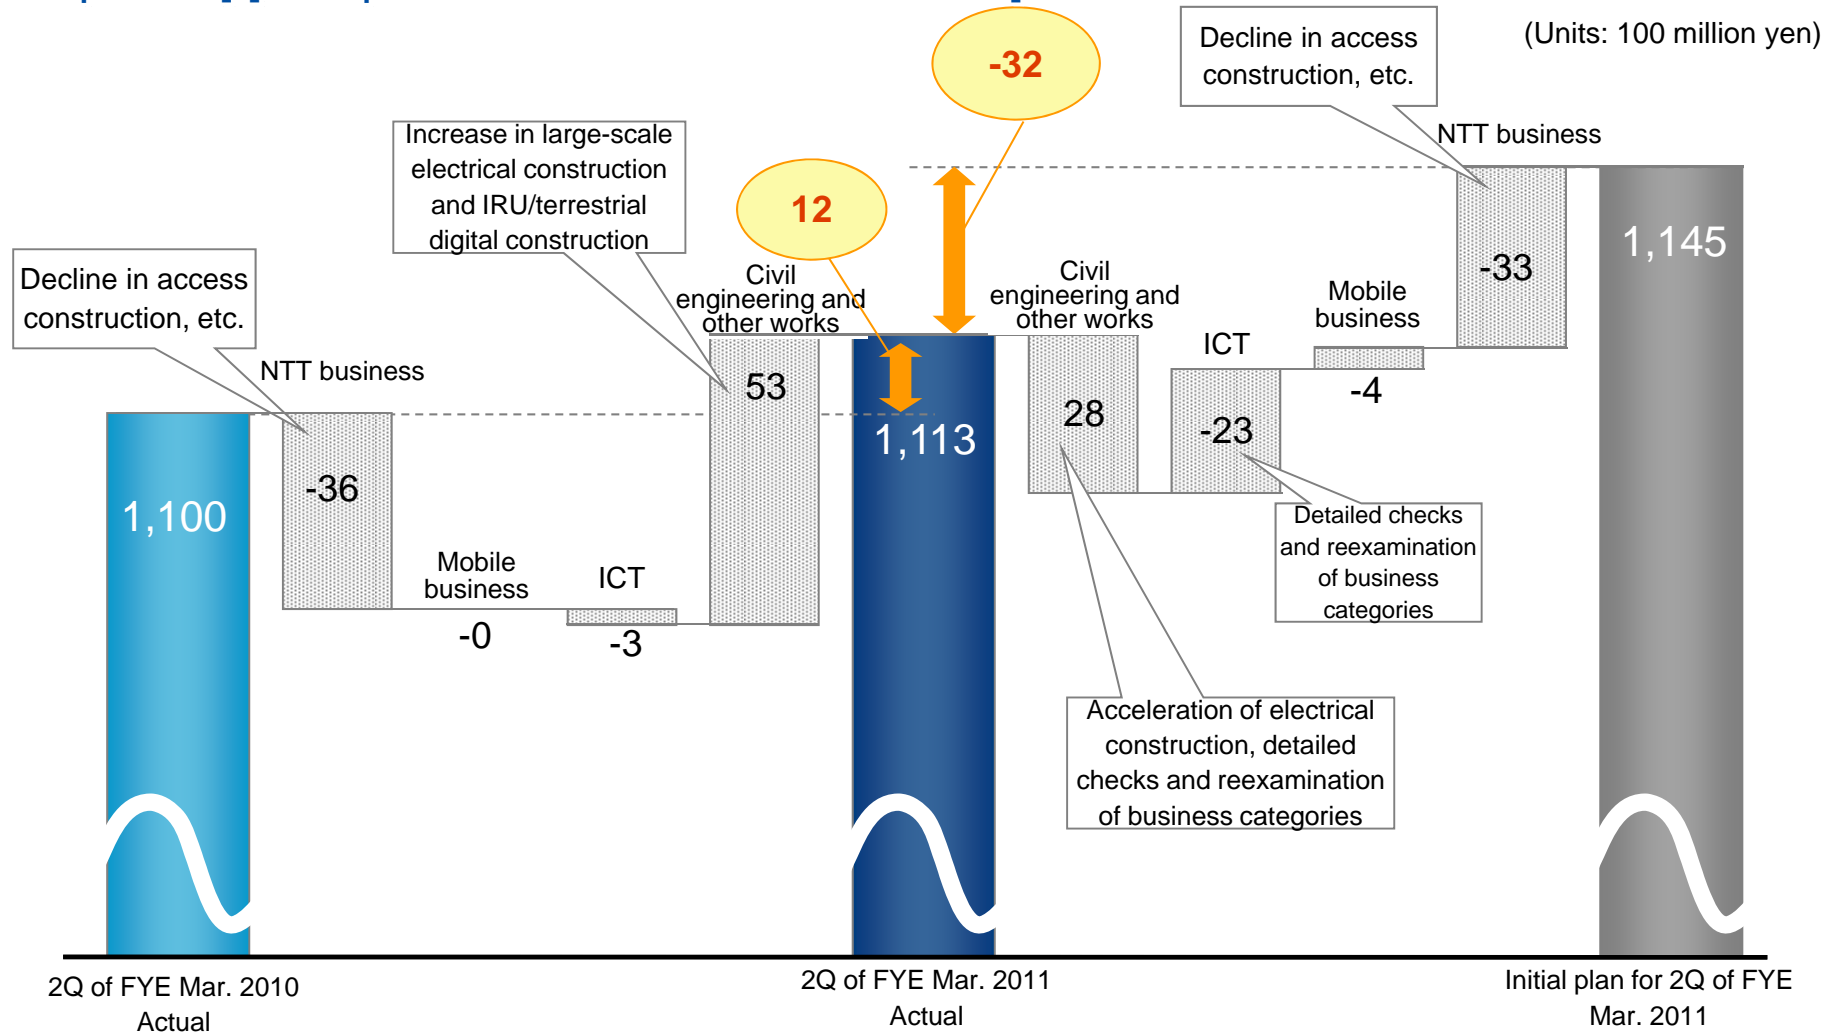 (Units: 100 million yen)
Decline in access
construction, etc.
-32
NTT business
Increase in large-scale
electrical construction
and IRU/terrestrial
digital construction
12
1,145
-33
Decline in access
construction, etc.
Civil
engineering and
other works
Civil
engineering and
other works
Mobile
business
ICT
NTT business
53
-4
28
-23
1,113
-36
1,100
Detailed checks
and reexamination
of business
categories
Mobile
business
ICT
-0
-3
Acceleration of electrical
construction, detailed
checks and reexamination
of business categories
2Q of FYE Mar. 2010
Actual
2Q of FYE Mar. 2011
Actual
Initial plan for 2Q of FYE
Mar. 2011